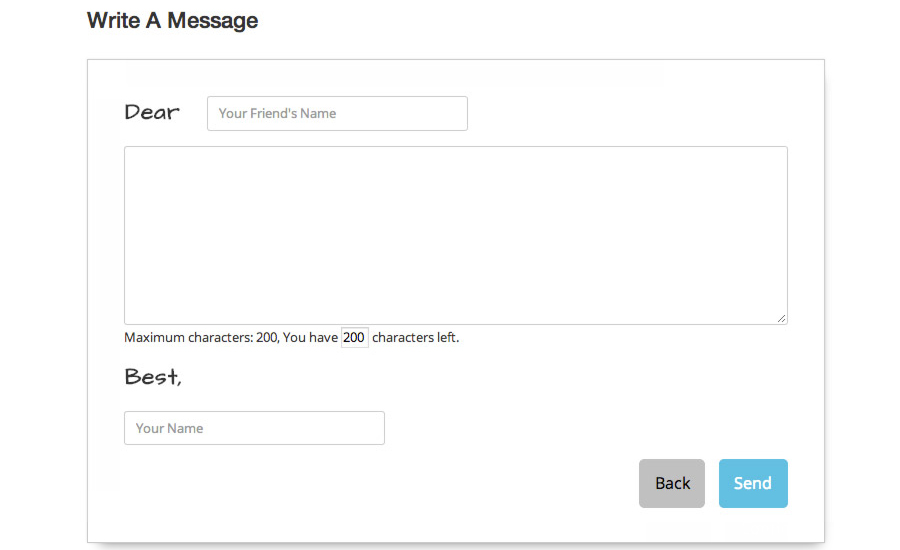 Write A Message
Dear Your Friend's Name
Maximum characters: 200, You have 200 characters left.
Best,
Your Name
Back Send